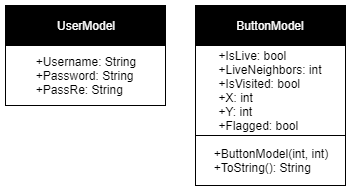 UserModel
+Username: String
+Password: String
+PassRe: String
ButtonModel
+IsLive: bool
+LiveNeighbors: int
+IsVisited: bool
+X: int
+Y: int
+Flagged: bool
+ButtonModel(int, int)
+ToString(): String